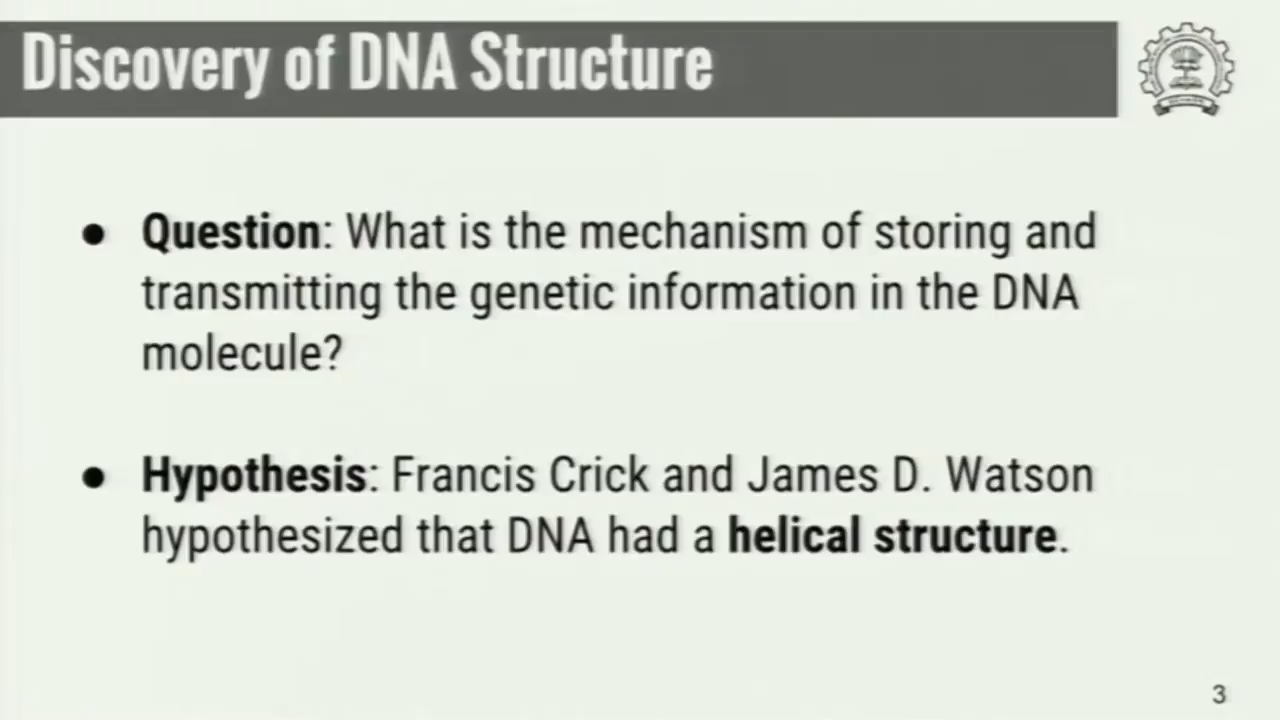 Discovery of DNA Structure
● Question: What is the mechanism of storing and
transmitting the genetic information in the DNA
molecule?
● Hypothesis: Francis Crick and James D. Watson
hypothesized that DNA had a helical structure.
3